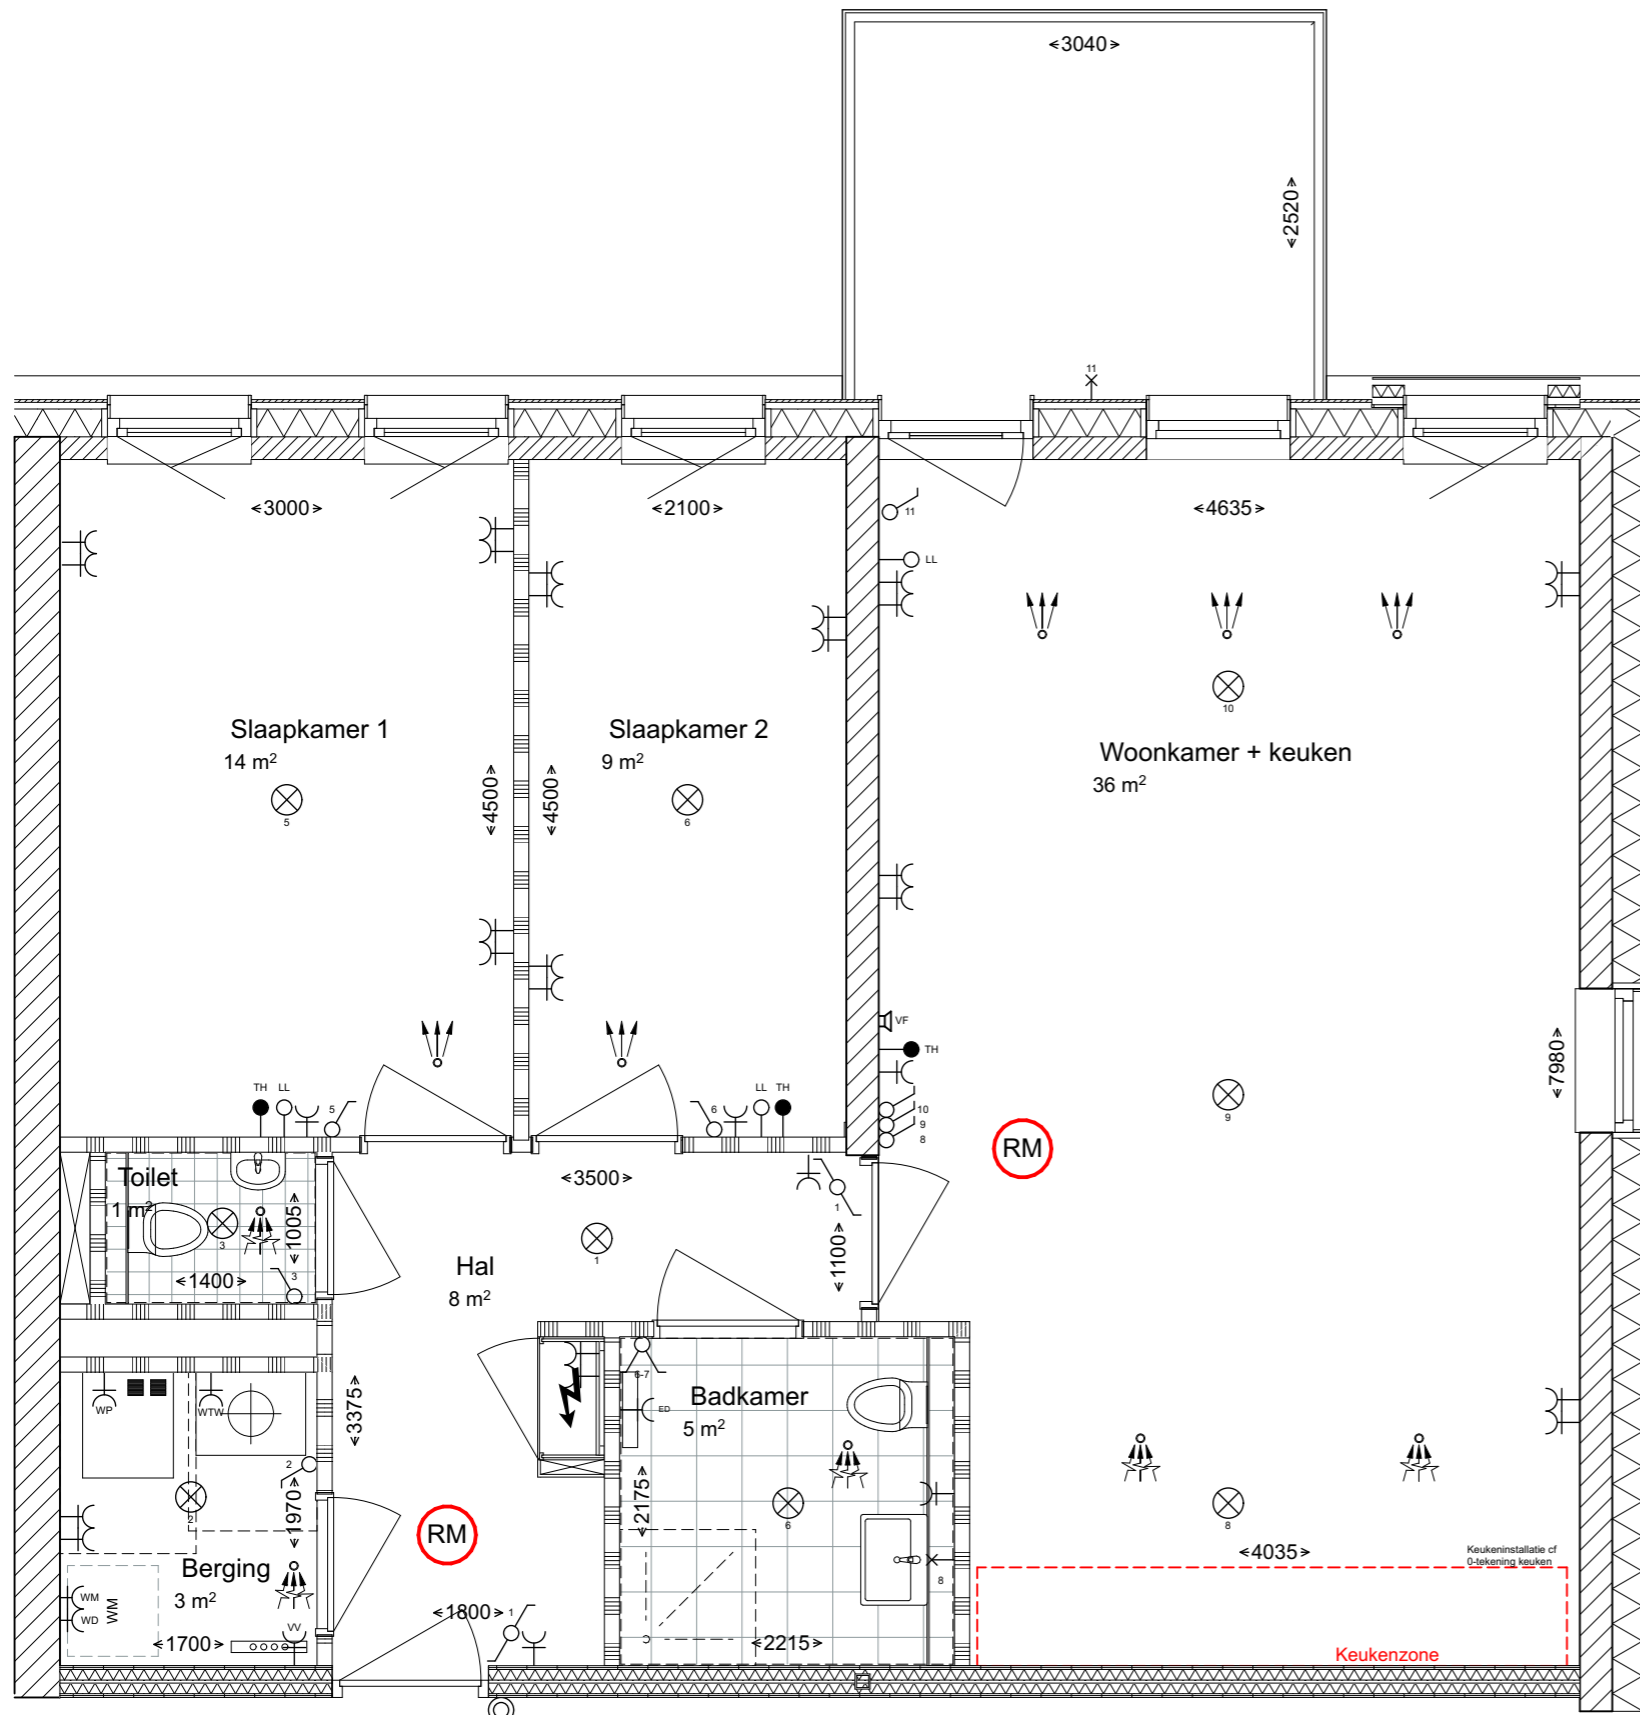 3040
2520
11
3000
2100
4635
11
LL
10
Slaapkamer 1
14 m²
Slaapkamer 2
9 m²
Woonkamer + keuken
36 m²
4500
4500
5
6
VF
TH
7980
9
TH LL
5
6
LL TH
10
9
8
RM
Toilet
1 m²
3500
1
3
1005
1400
3
1
1100
Hal
8 m²
6-7
WP
WTW
3375
ED
Badkamer
5 m²
2
2
1970
2175
6
8
RM
4035
Keukeninstallatie cf
0-tekening keuken
Berging
3 m²
8
WM
WD
WM
VV
1700
1800
1
2215
Keukenzone